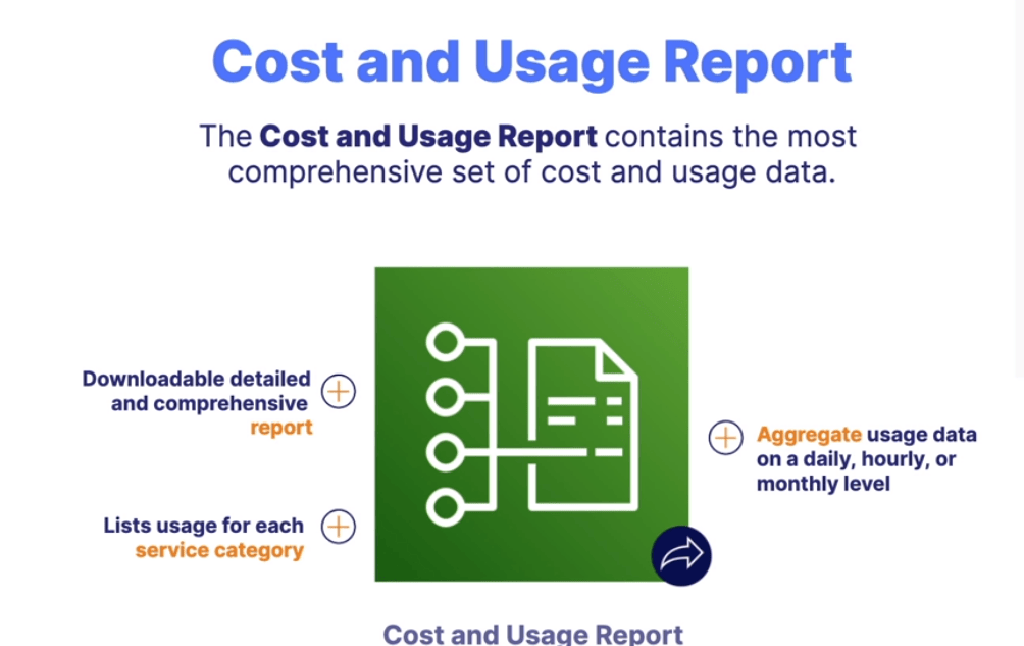 Cost and Usage Report
The Cost and Usage Report contains the most
comprehensive set of cost and usage data.
Downloadable detailed
and comprehensive
report
Lists usage for each
service category
Aggregate usage data
on a daily, hourly, or
monthly level
Cost and Usage Report